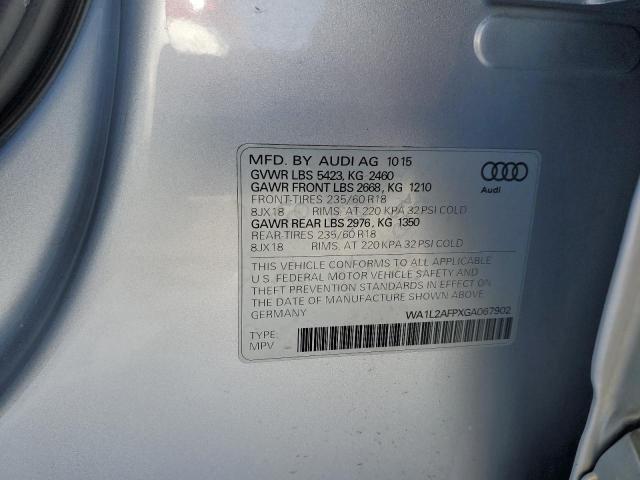 MFD. BY AUDI AG 10 15
GVWR LBS 5423, KG 2460
GAWR FRONT LBS 2668, KG 1210
FRONT-TIRES 235/60 R18
8JX18 RIMS, AT 220 KPA 32 PSI COLD
GAWR REAR LBS 2976, KG 1350
REAR-TIRES 235/60 R18
8JX18 RIMS, AT 220 KPA 32 PSI COLD
Audi
THIS VEHICLE CONFORMS TO ALL APPLICABLE
U.S. FEDERAL MOTOR VEHICLE SAFETY AND
THEFT PREVENTION STANDARDS IN EFFECT ON
THE DATE OF MANUFACTURE SHOWN ABOVE.
GERMANY WA1L2AFPXGA067902
TYPE:
MPV